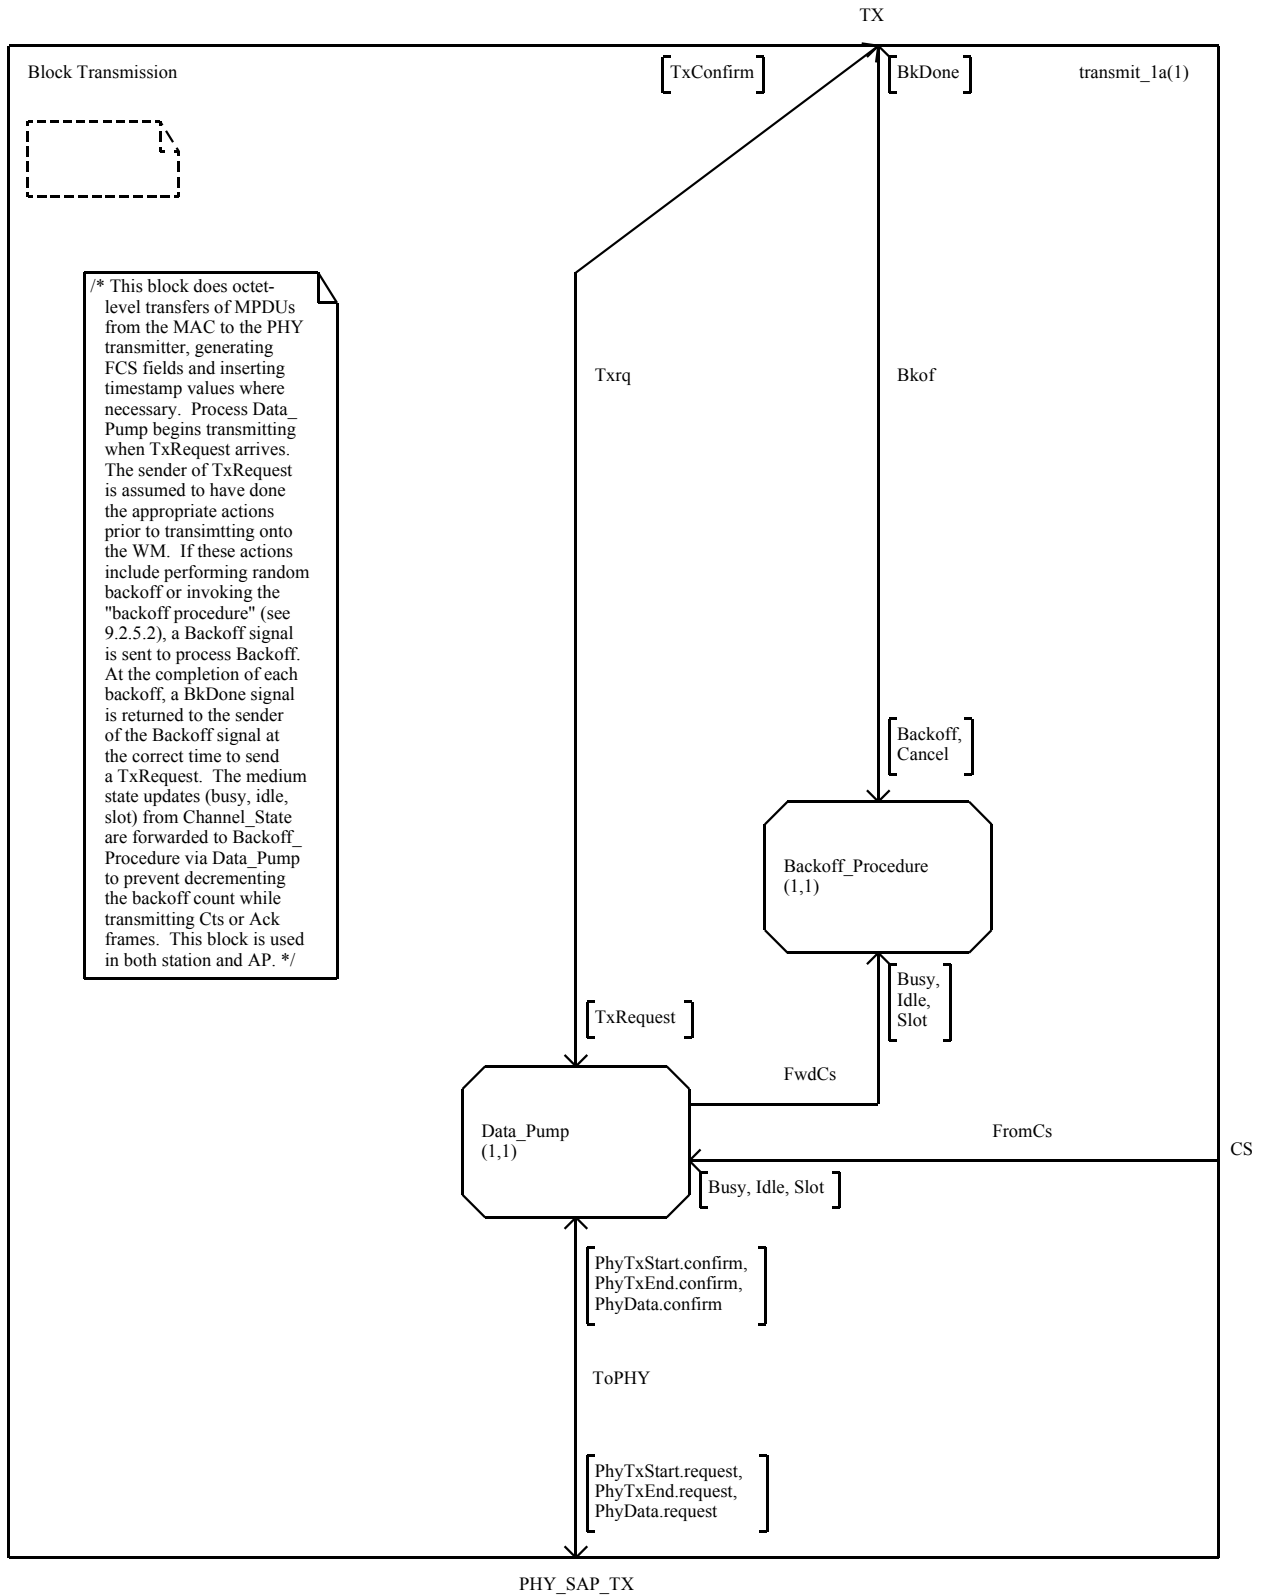 TX
Block Transmission
TxConfirm
BkDone
transmit_1a(1)
/* This block does octet-
level transfers of MPDUs
from the MAC to the PHY
transmitter, generating
FCS fields and inserting
timestamp values where
necessary.  Process Data_
Pump begins transmitting
when TxRequest arrives.
The sender of TxRequest
is assumed to have done
the appropriate actions
prior to transimtting onto
the WM.  If these actions
include performing random
backoff or invoking the
"backoff procedure" (see
9.2.5.2), a Backoff signal
is sent to process Backoff.
At the completion of each
backoff, a BkDone signal
is returned to the sender
of the Backoff signal at
the correct time to send
a TxRequest.  The medium
state updates (busy, idle,
slot) from Channel_State
are forwarded to Backoff_
Procedure via Data_Pump
to prevent decrementing
the backoff count while
transmitting Cts or Ack
frames.  This block is used
in both station and AP. */
Txrq
Bkof
Backoff,
Cancel
Backoff_Procedure
(1,1)
Busy,
Idle,
Slot
TxRequest
FwdCs
Data_Pump
(1,1)
FromCs
CS
Busy, Idle, Slot
PhyTxStart.confirm,
PhyTxEnd.confirm,
PhyData.confirm
ToPHY
PhyTxStart.request,
PhyTxEnd.request,
PhyData.request
PHY_SAP_TX